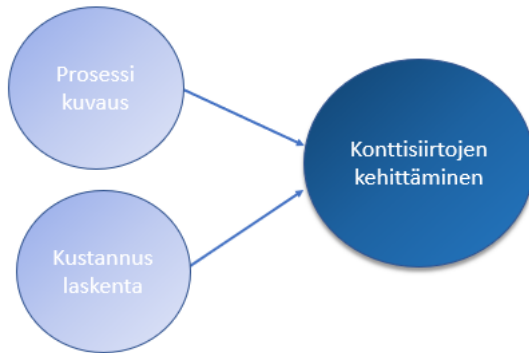 Prosessi
kuvaus
Konttisiirtojen
kehittäminen
Kustannus
laskenta